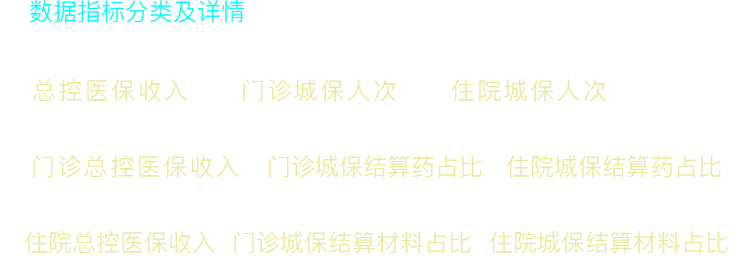 数据指标分类及详情
总控医保收入 门诊城保人次 住院城保人次
门诊总控医保收入 门诊城保结算药占比 住院城保结算药占比
住院总控医保收入 门诊城保结算材料占比 住院城保结算材料占比